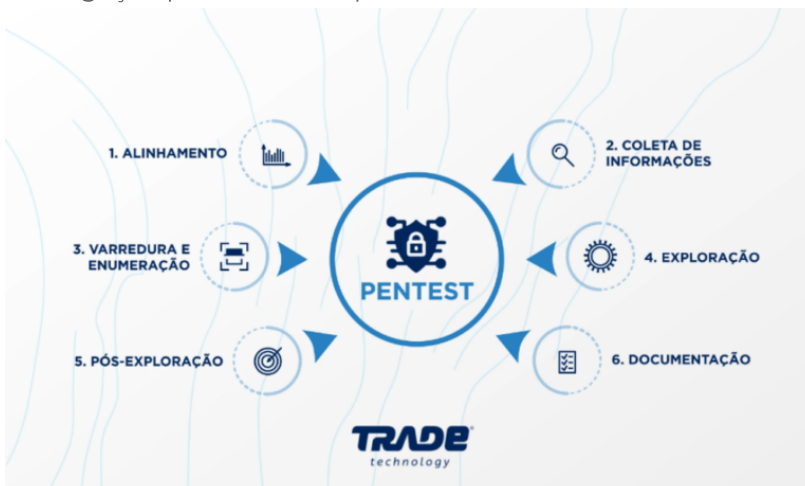 1. ALINHAMENTO
2. COLETA DE
INFORMAÇÕES
3. VARREDURA E
ENUMERAÇÃO
PENTEST
4. EXPLORAÇÃO
5. PÓS-EXPLORAÇÃO
6. DOCUMENTAÇÃO
TRADE
technology